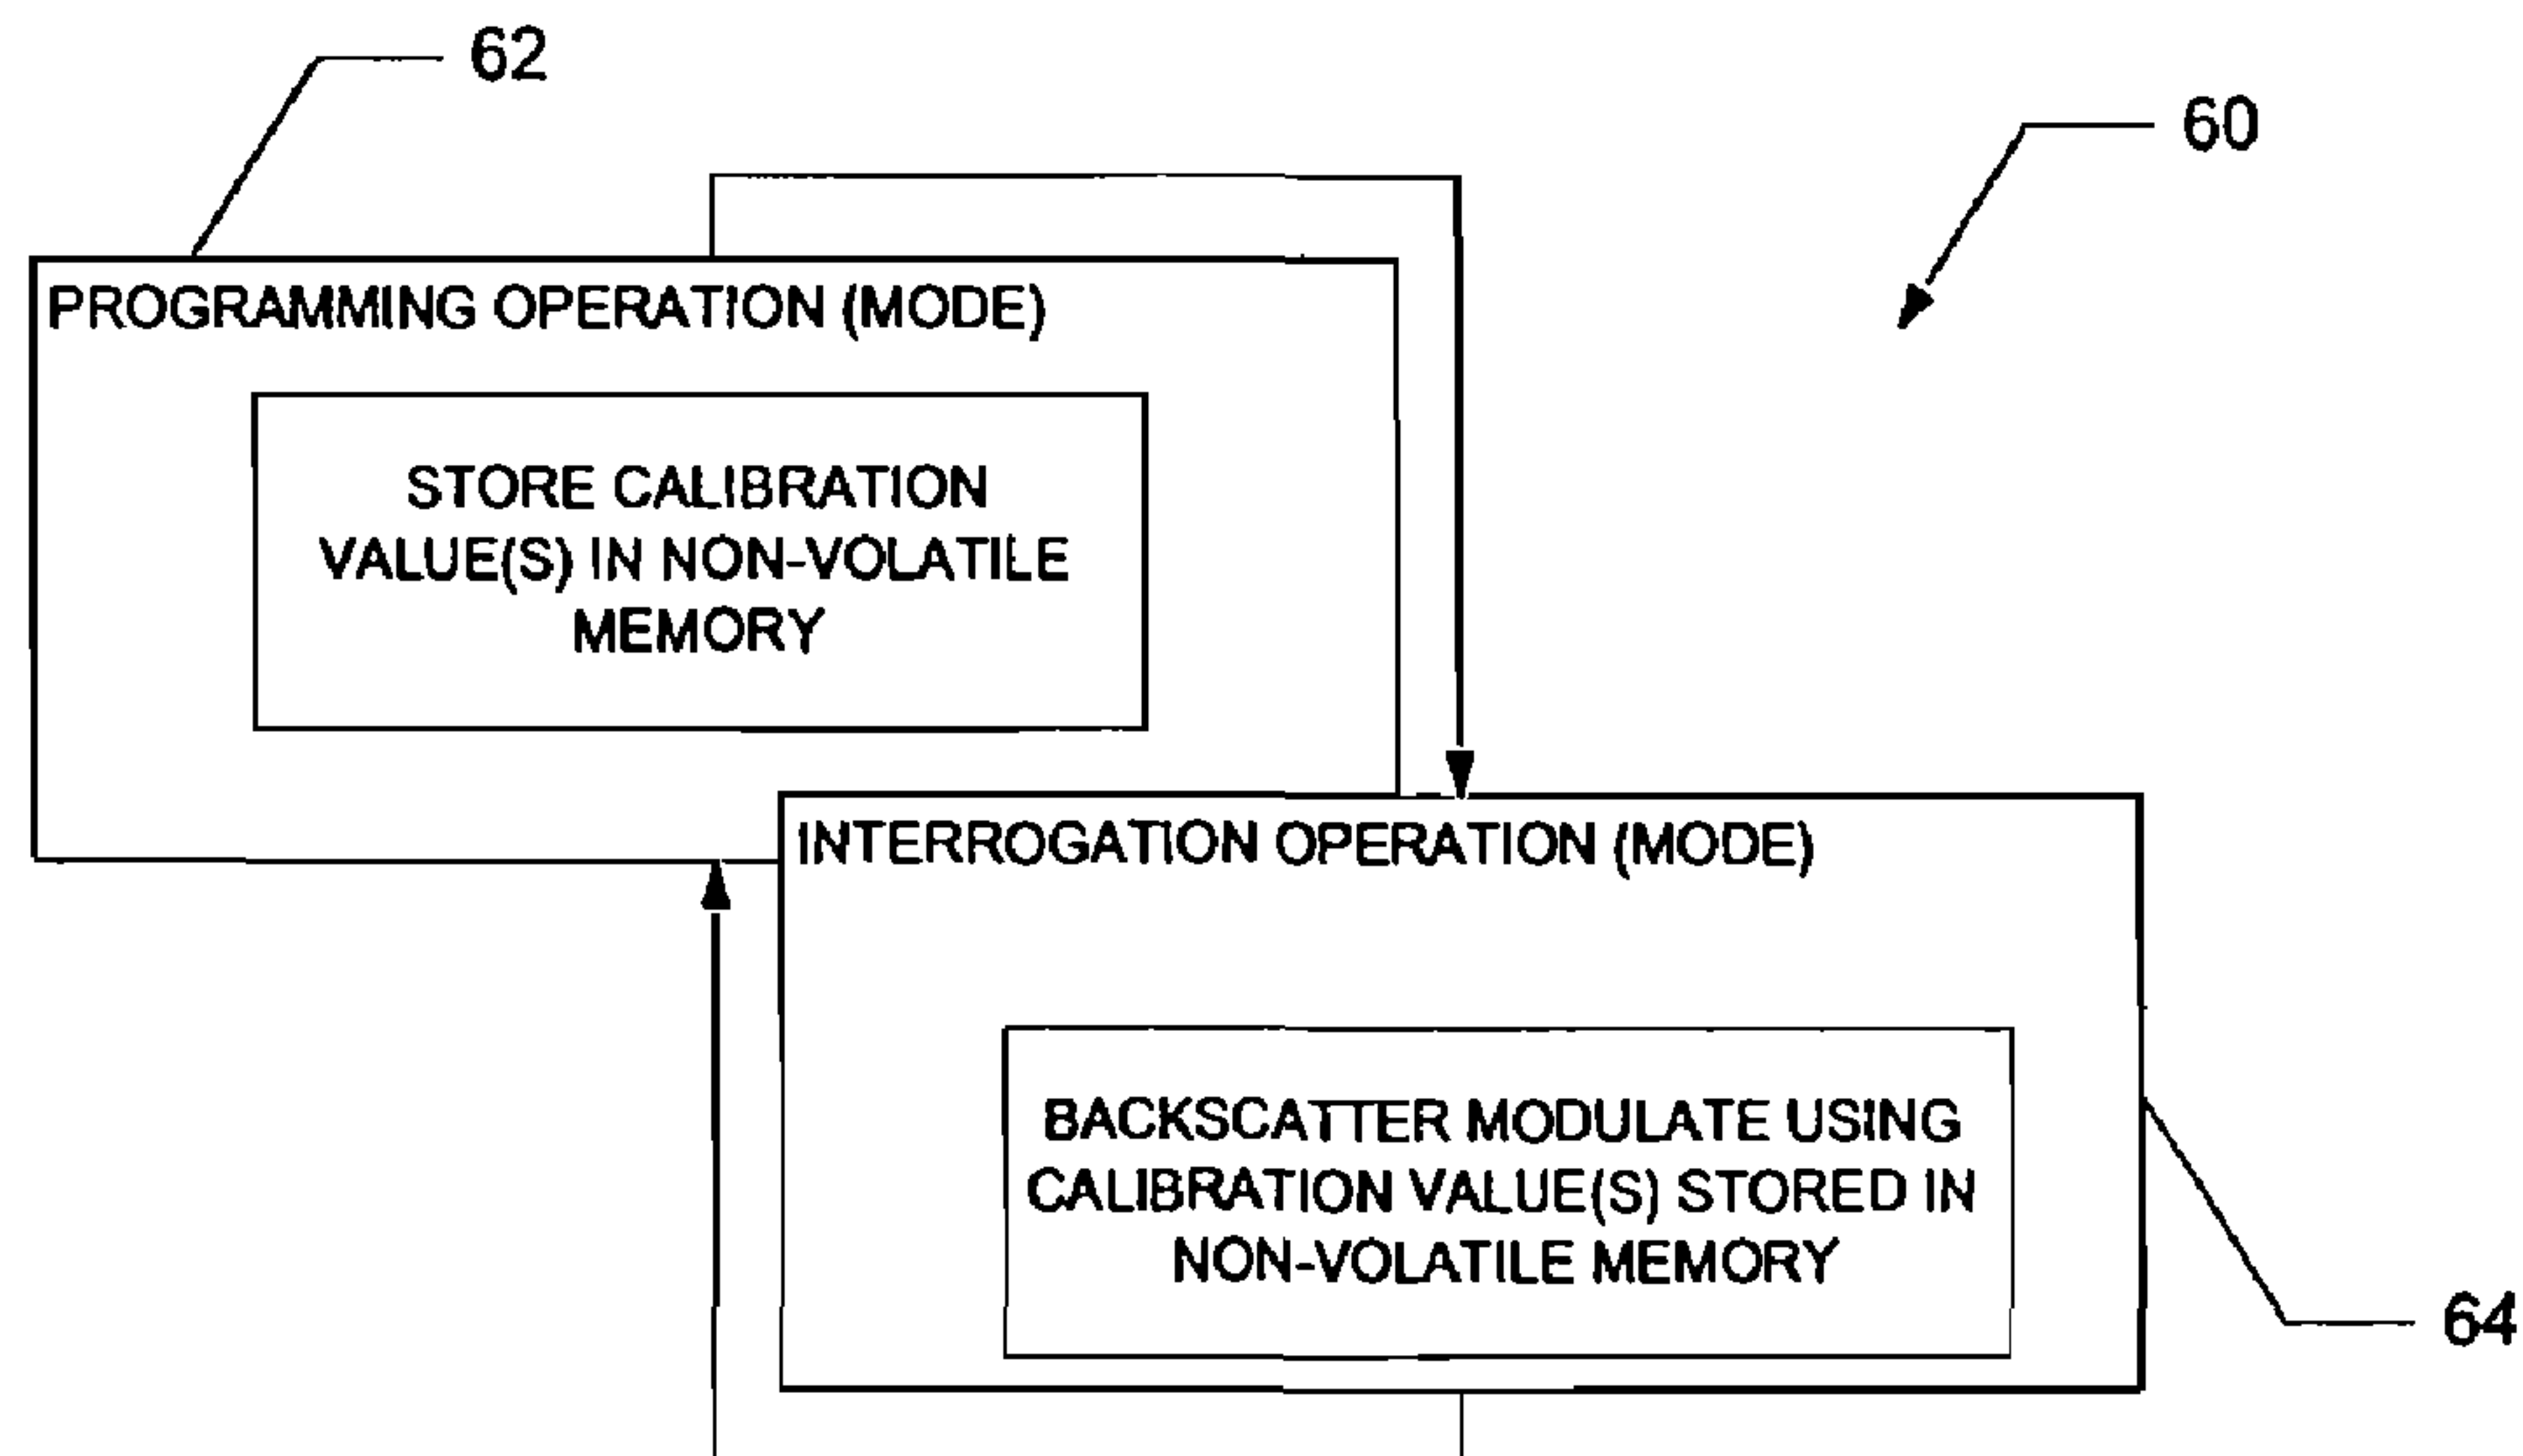 62
60
PROGRAMMING OPERATION (MODE)
STORE CALIBRATION
VALUE(S) IN NON-VOLATILE
MEMORY
INTERROGATION OPERATION (MODE)
BACKSCATTER MODULATE USING
CALIBRATION VALUE(S) STORED IN
NON-VOLATILE MEMORY
64